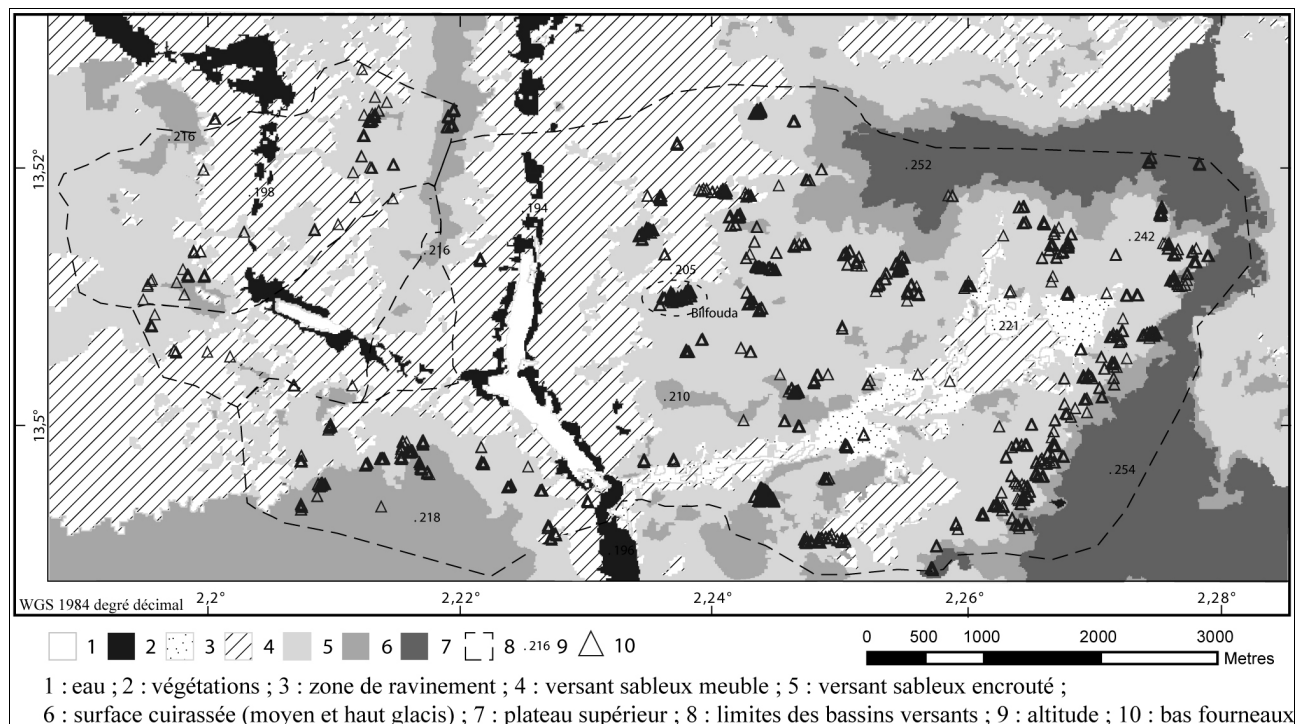 .216
.252
13,52
.198
194
.216
.242
.205
Bilfouda
.221
.210
13,5
.254
.218
.196
WGS 1984 degré décimal
2,2° 2,22° 2,24° 2,26° 2,28°
1 2 3 4 5 6 7 8 .216 9 10
0 500 1000 2000 3000
Metres
1 : eau ; 2 : végétations ; 3 : zone de ravinement ; 4 : versant sableux meuble ; 5 : versant sableux encrouté ;
6 : surface cuirassée (moyen et haut glacis) ; 7 : plateau supérieur ; 8 : limites des bassins versants ; 9 : altitude ; 10 : bas fourneaux